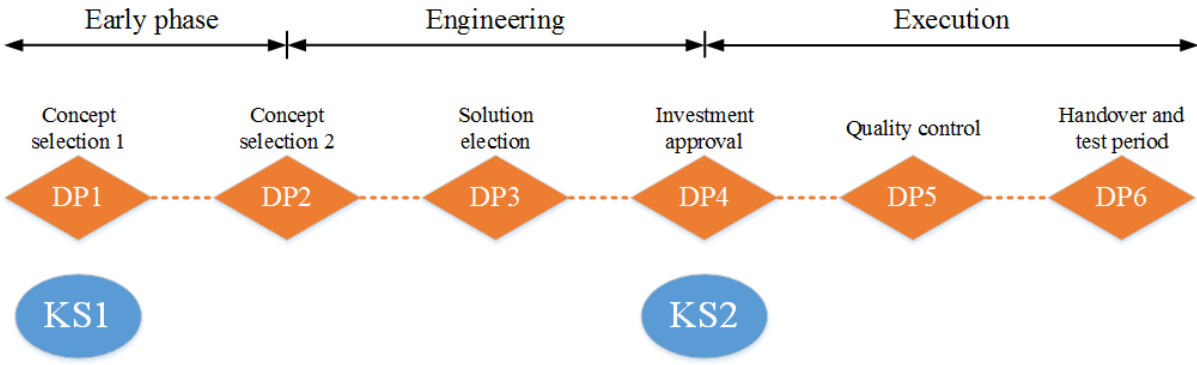 Early phase
Engineering
Execution
Concept
selection 1
Concept
selection 2
Solution
election
Investment
approval
Quality control
Handover and
test period
DP1
DP2
DP3
DP4
DP5
DP6
KS1
KS2